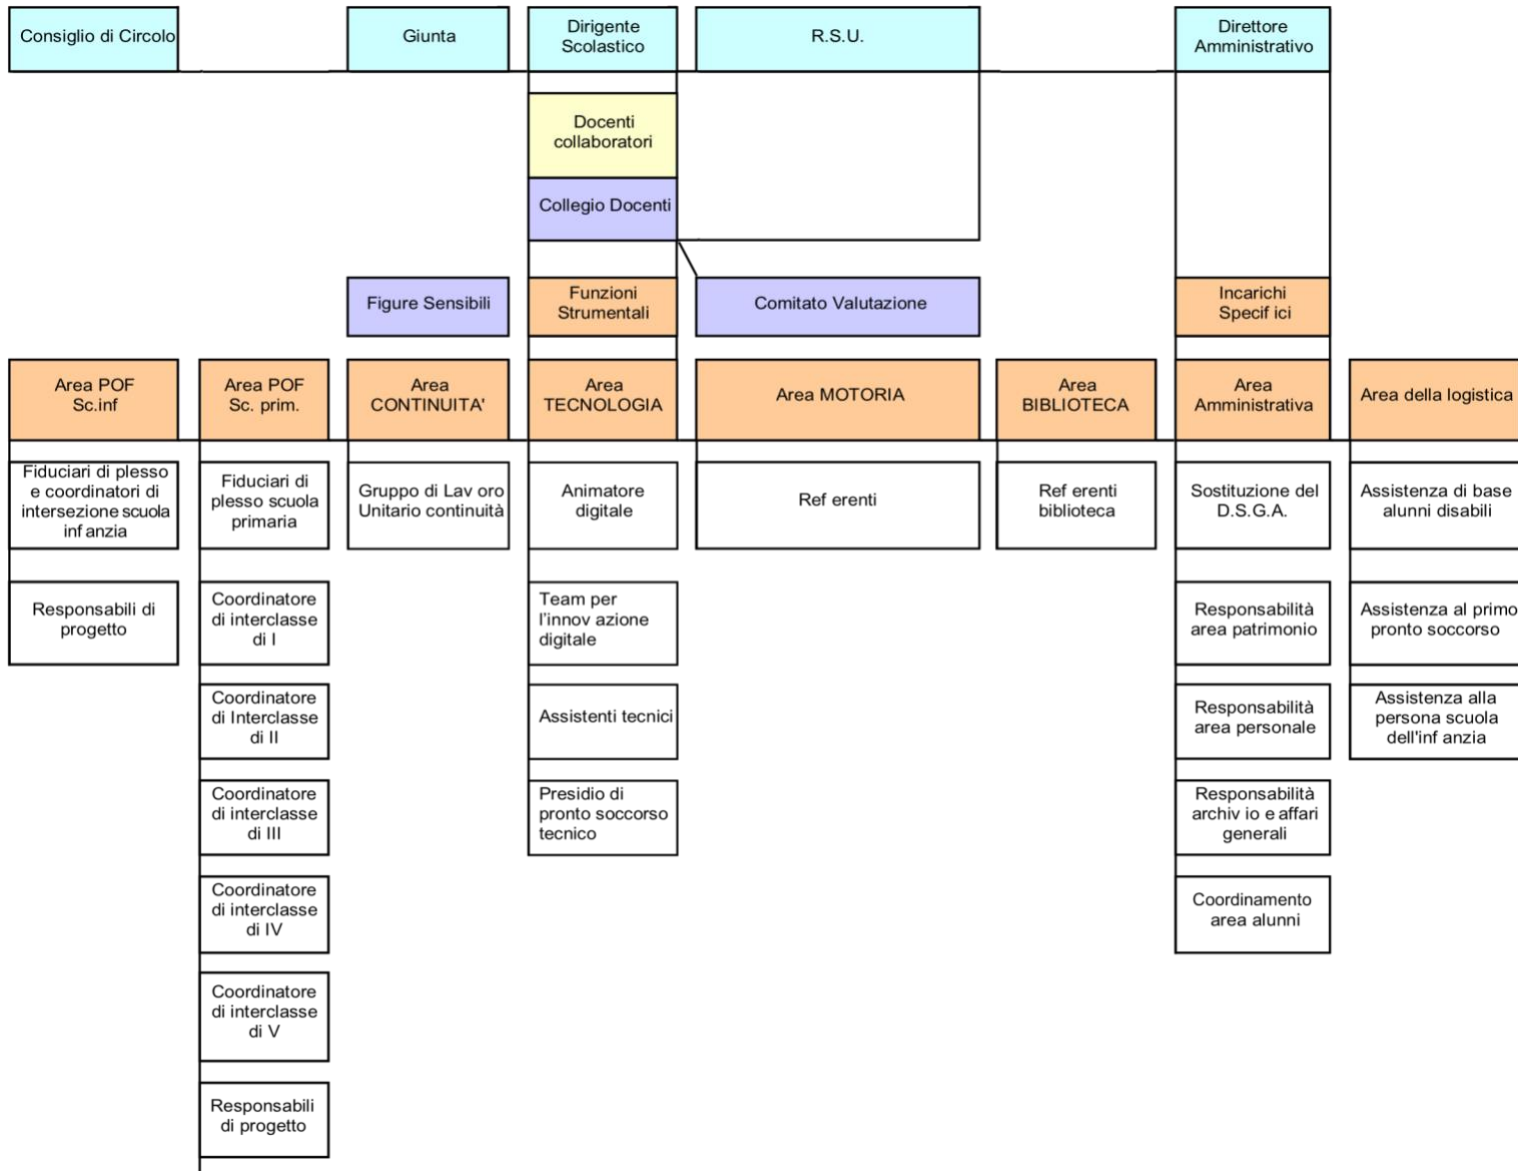 Consiglio di Circolo
Giunta
Dirigente
Scolastico
R.S.U.
Direttore
Amministrativo
Docenti
collaboratori
Collegio Docenti
Figure Sensibili
Funzioni
Strumentali
Comitato Valutazione
Incarichi
Specif ici
Area POF
Sc.inf
Area POF
Sc. prim.
Area
CONTINUITA'
Area
TECNOLOGIA
Area MOTORIA
Area
BIBLIOTECA
Area
Amministrativa
Area della logistica
Fiduciari di plesso
e coordinatori di
intersezione scuola
inf anzia
Fiduciari di
plesso scuola
primaria
Gruppo di Lav oro
Unitario continuità
Animatore
digitale
Ref erenti
Ref erenti
biblioteca
Sostituzione del
D.S.G.A.
Assistenza di base
alunni disabili
Responsabili di
progetto
Coordinatore
di interclasse
di I
Team per
l'innov azione
digitale
Responsabilità
area patrimonio
Assistenza al primo
pronto soccorso
Coordinatore
di Interclasse
di II
Assistenti tecnici
Responsabilità
area personale
Assistenza alla
persona scuola
dell'inf anzia
Coordinatore
di interclasse
di III
Presidio di
pronto soccorso
tecnico
Responsabilità
archiv io e affari
generali
Coordinatore
di interclasse
di IV
Coordinamento
area alunni
Coordinatore
di interclasse
di V
Responsabili
di progetto